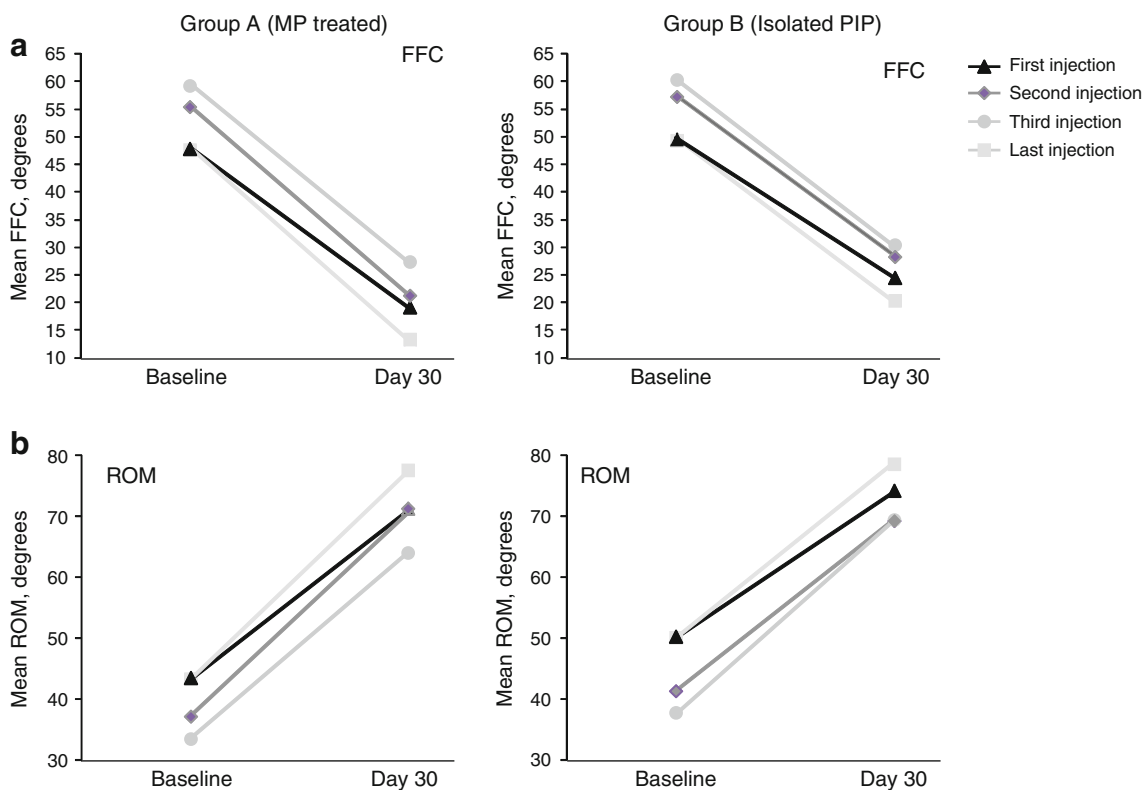 Group A (MP treated)
Group B (Isolated PIP)
a
FFC
Mean FFC, degrees
65
60
55
50
45
40
35
30
25
20
15
10
Baseline
Day 30
FFC
Mean FFC, degrees
65
60
55
50
45
40
35
30
25
20
15
10
Baseline
Day 30
First injection
Second injection
Third injection
Last injection
b
ROM
Mean ROM, degrees
80
70
60
50
40
30
Baseline
Day 30
ROM
Mean ROM, degrees
80
70
60
50
40
30
Baseline
Day 30